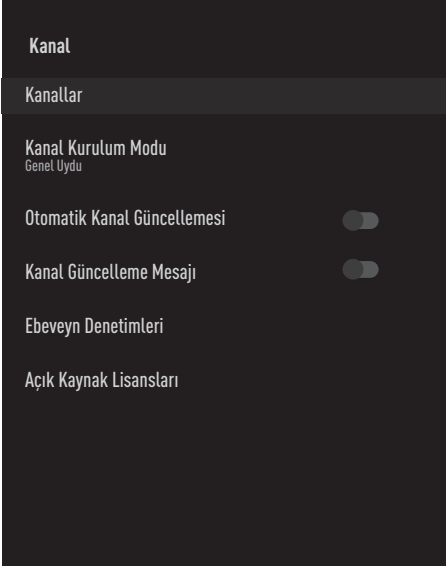 Kanal
Kanallar
Kanal Kurulum Modu
Genel Uydu
Otomatik Kanal Güncellemesi
Kanal Güncelleme Mesajı
Ebeveyn Denetimleri
Açık Kaynak Lisansları